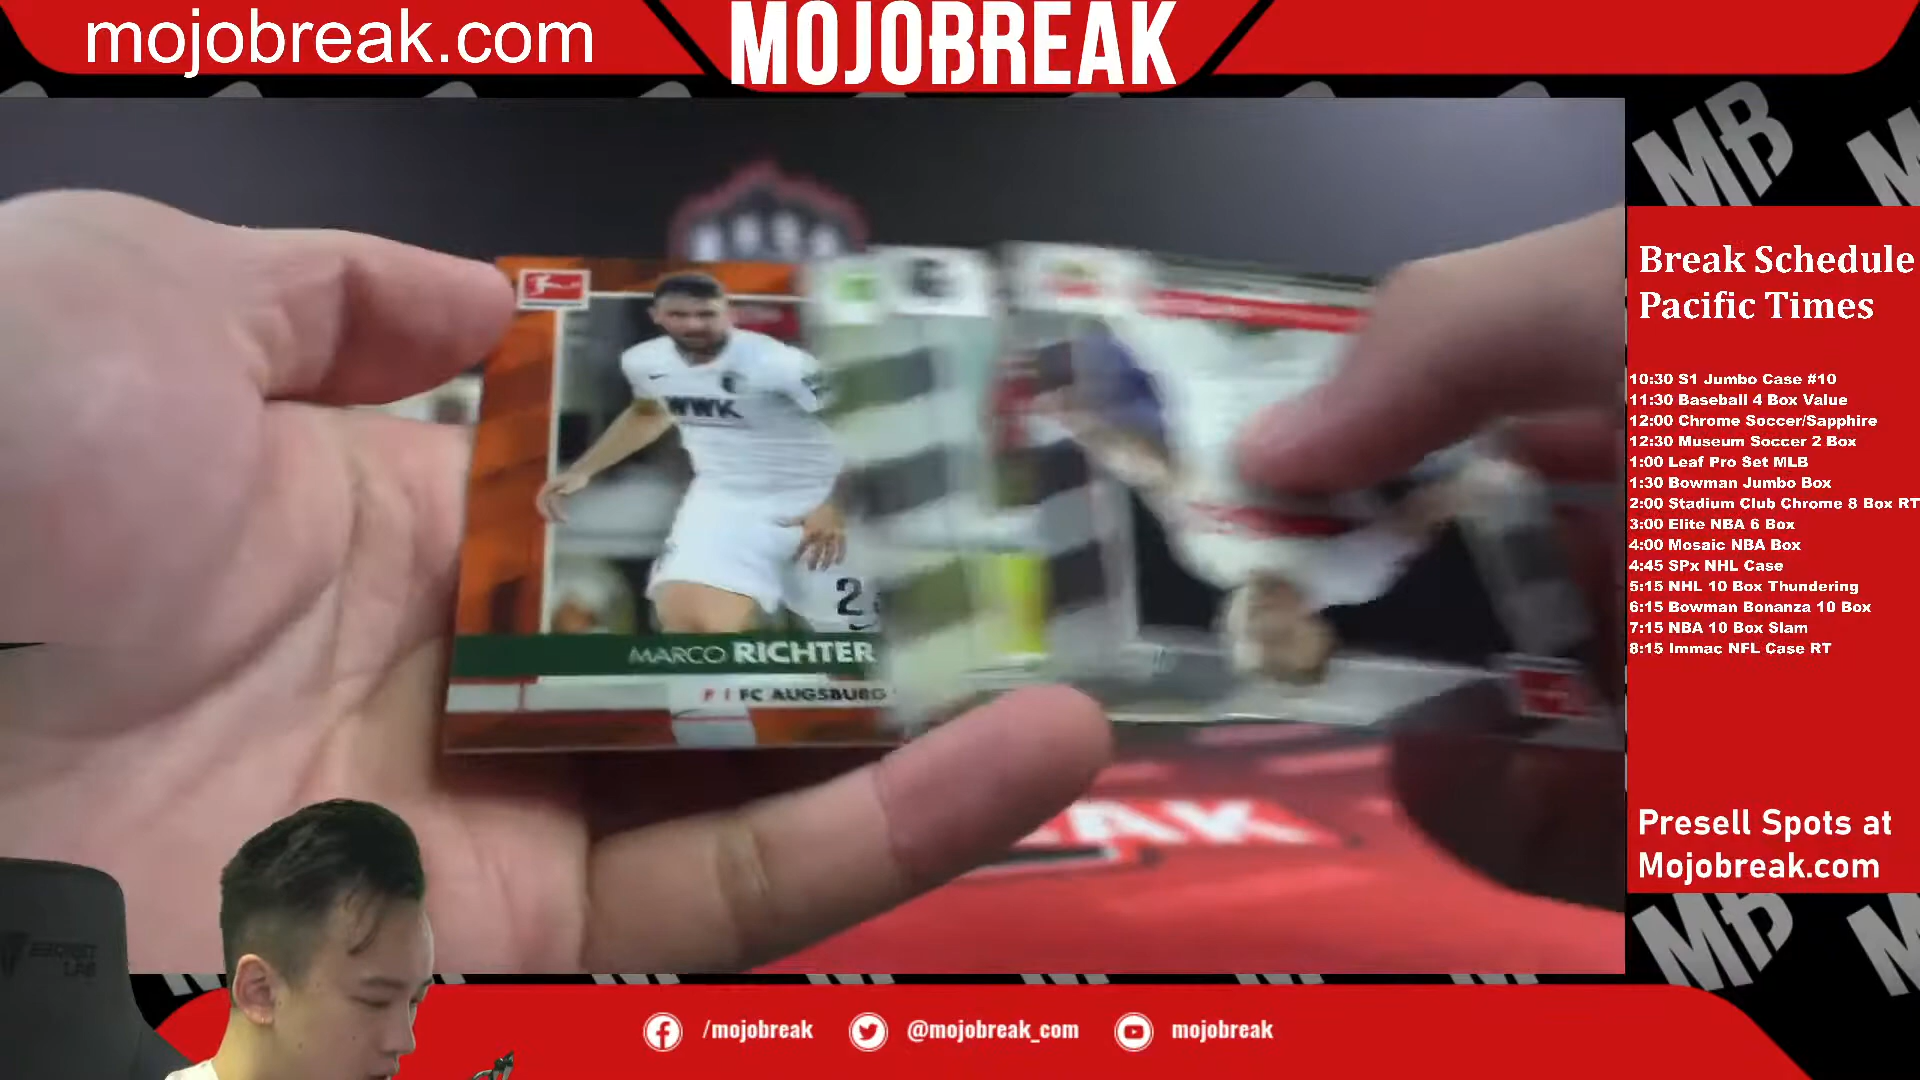 mojobreak.com
MOJOBREAK
MB
Break Schedule
Pacific Times
10:30 S1 Jumbo Case #10
11:30 Baseball 4 Box Value
12:00 Chrome Soccer/Sapphire
12:30 Museum Soccer 2 Box
1:00 Leaf Pro Set MLB
1:30 Bowman Jumbo Box
2:00 Stadium Club Chrome 8 Box RT
3:00 Elite NBA 6 Box
4:00 Mosaic NBA Box
4:45 SPx NHL Case
5:15 NHL 10 Box Thundering
6:15 Bowman Bonanza 10 Box
7:15 NBA 10 Box Slam
8:15 Immac NFL Case RT
WWK
2
MARCO RICHTER
FC AUGSBURG
EAK
Presell Spots at
Mojobreak.com
MB
/mojobreak
@mojobreak_com
mojobreak